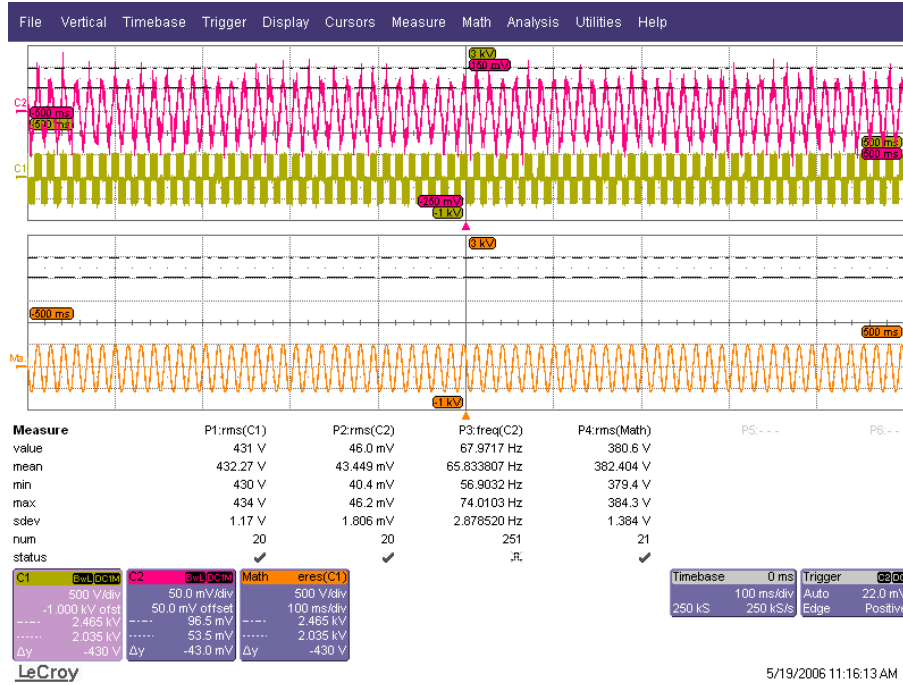 File Vertical Timebase Trigger Display Cursors Measure Math Analysis Utilities Help
3 kV
150 mV
C2
-500 ms
-500 ms
500 ms
500 ms
C1
-250 mV
-1 kV
3 kV
-500 ms
500 ms
Ma
-1 kV
Measure P1:rms(C1) P2:rms(C2) P3:freq(C2) P4:rms(Math) P5:- - - P6:- -
value 431 V 46.0 mV 67.9717 Hz 380.6 V
mean 432.27 V 43.449 mV 65.833807 Hz 382.404 V
min 430 V 40.4 mV 56.9032 Hz 379.4 V
max 434 V 46.2 mV 74.0103 Hz 384.3 V
sdev 1.17 V 1.806 mV 2.878520 Hz 1.384 V
num 20 20 251 21
status
C1 BwL DC1M C2 BwL DC1M Math eres(C1) Timebase 0 ms Trigger C2 DC
500 V/div 50.0 mV/div 500 V/div 100 ms/div Auto 22.0 mV
-1.000 kV ofst 50.0 mV offset 100 ms/div 250 kS 250 kS/s Edge Positive
2.465 kV 96.5 mV 2.465 kV
2.035 kV 53.5 mV 2.035 kV
Δy -430 V Δy -43.0 mV Δy -430 V
LeCroy 5/19/2006 11:16:13 AM